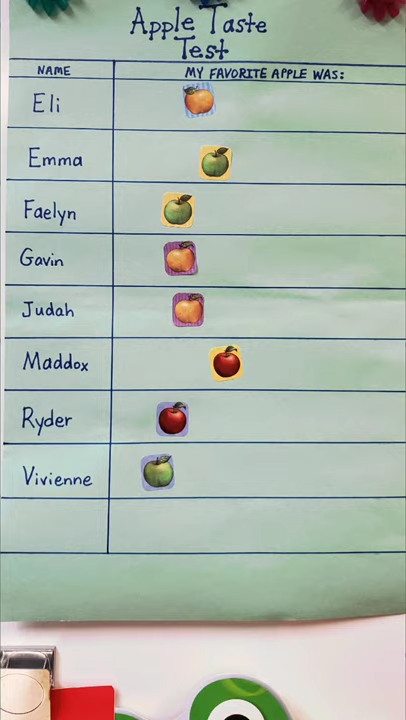 Apple Taste
Test
NAME MY FAVORITE APPLE WAS:
Eli
Emma
Faelyn
Gavin
Judah
Maddox
Ryder
Vivienne